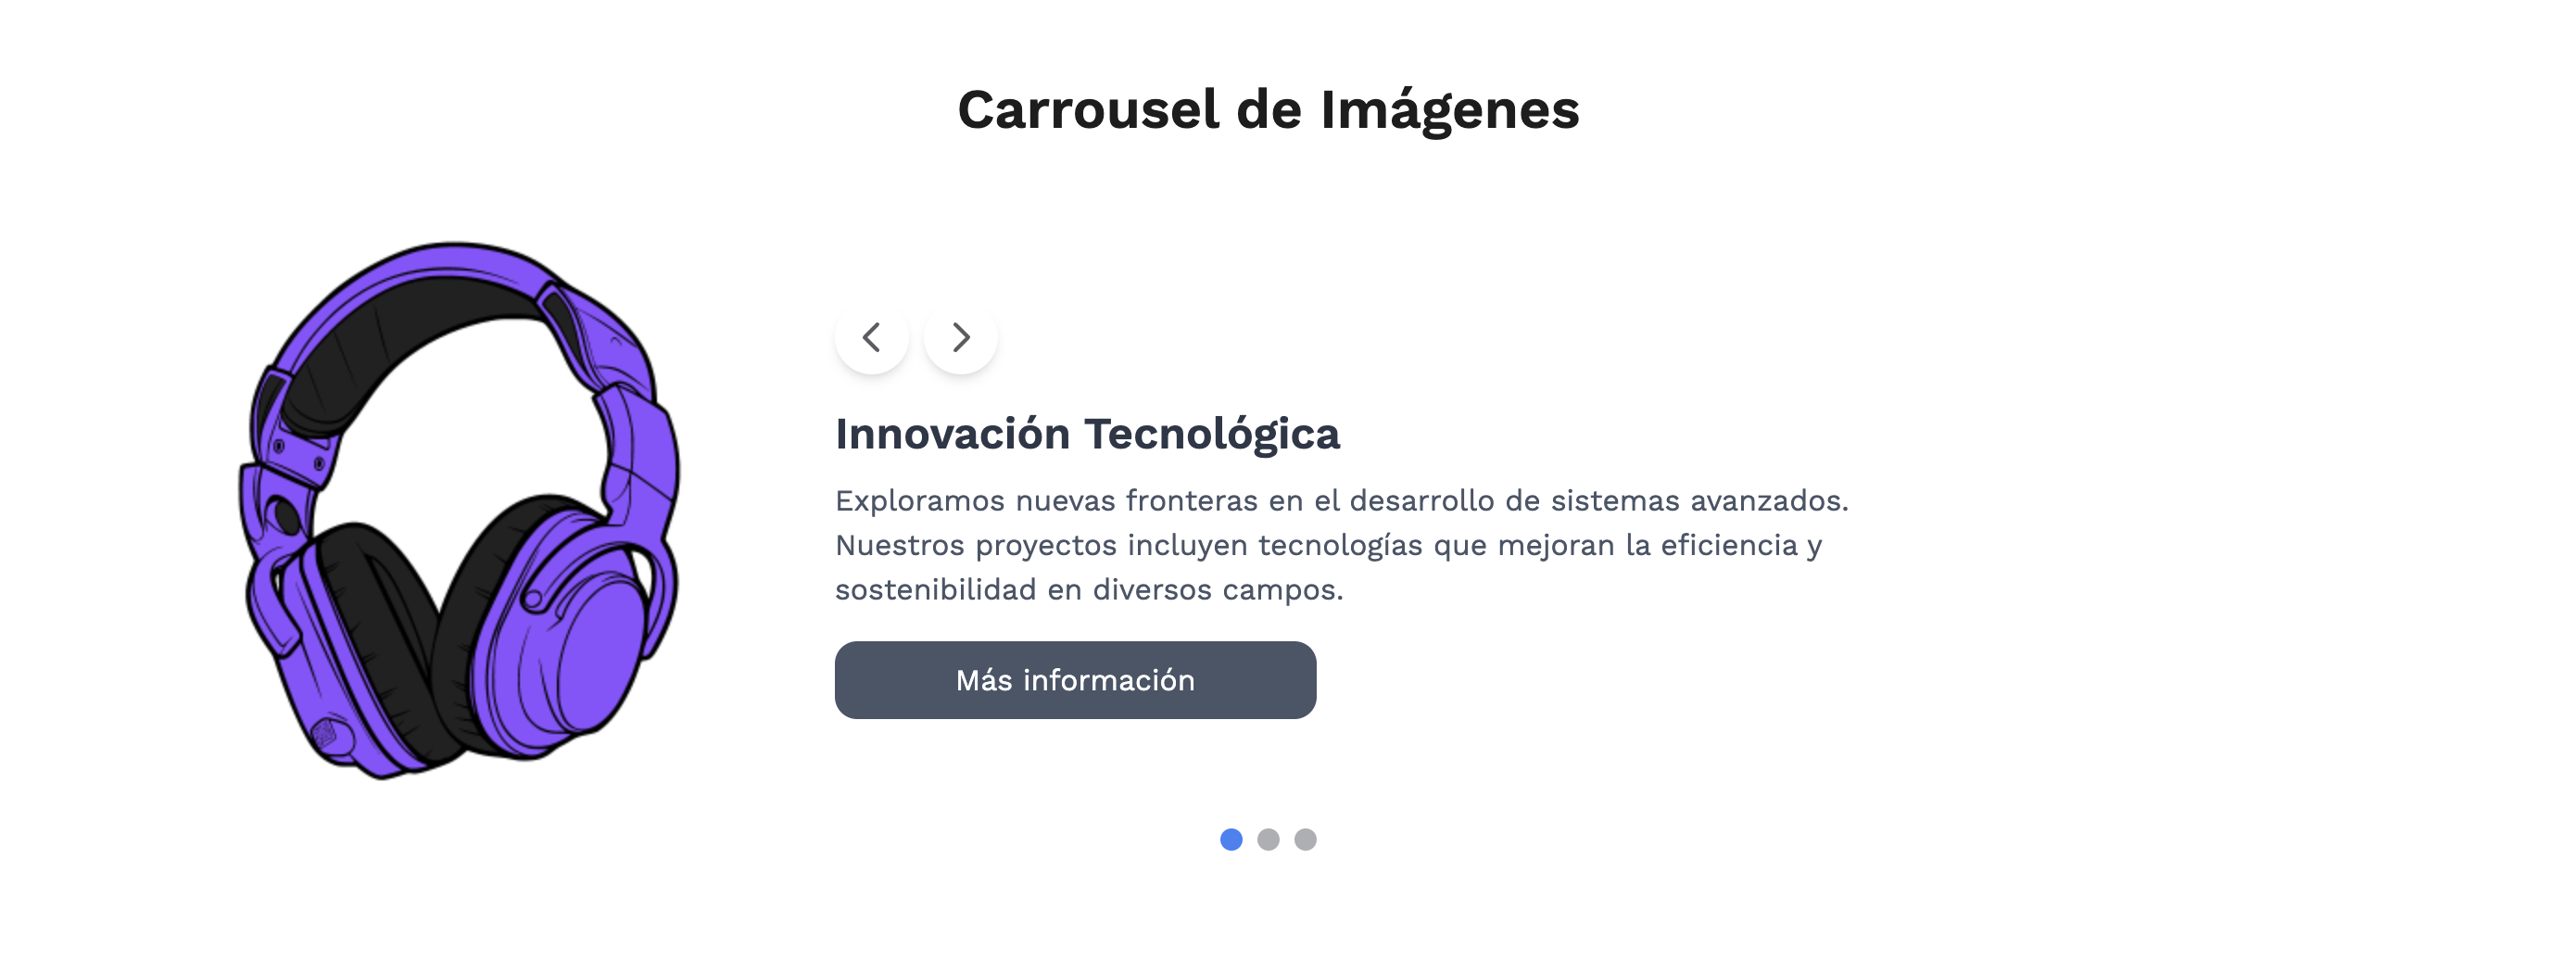 Carrousel de Imágenes
Innovación Tecnológica
Exploramos nuevas fronteras en el desarrollo de sistemas avanzados.
Nuestros proyectos incluyen tecnologías que mejoran la eficiencia y
sostenibilidad en diversos campos.
Más información